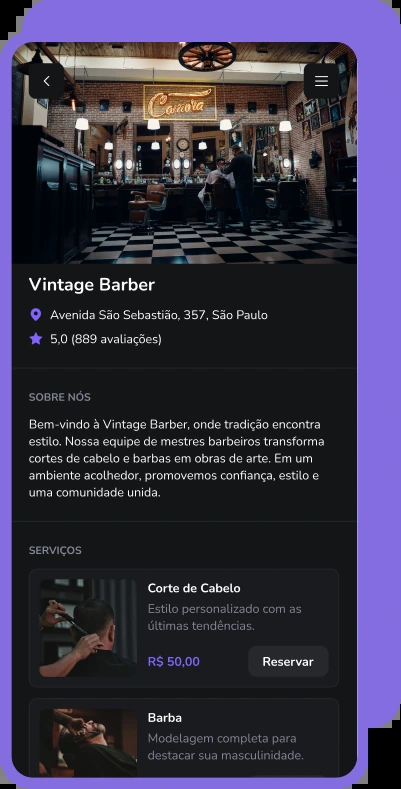 Vintage Barber
Avenida São Sebastião, 357, São Paulo
5,0 (889 avaliações)
SOBRE NÓS
Bem-vindo à Vintage Barber, onde tradição encontra
estilo. Nossa equipe de mestres barbeiros transforma
cortes de cabelo e barbas em obras de arte. Em um
ambiente acolhedor, promovemos confiança, estilo e
uma comunidade unida.
SERVIÇOS
Corte de Cabelo
Estilo personalizado com as
últimas tendências.
R$ 50,00
Reservar
Barba
Modelagem completa para
destacar sua masculinidade.